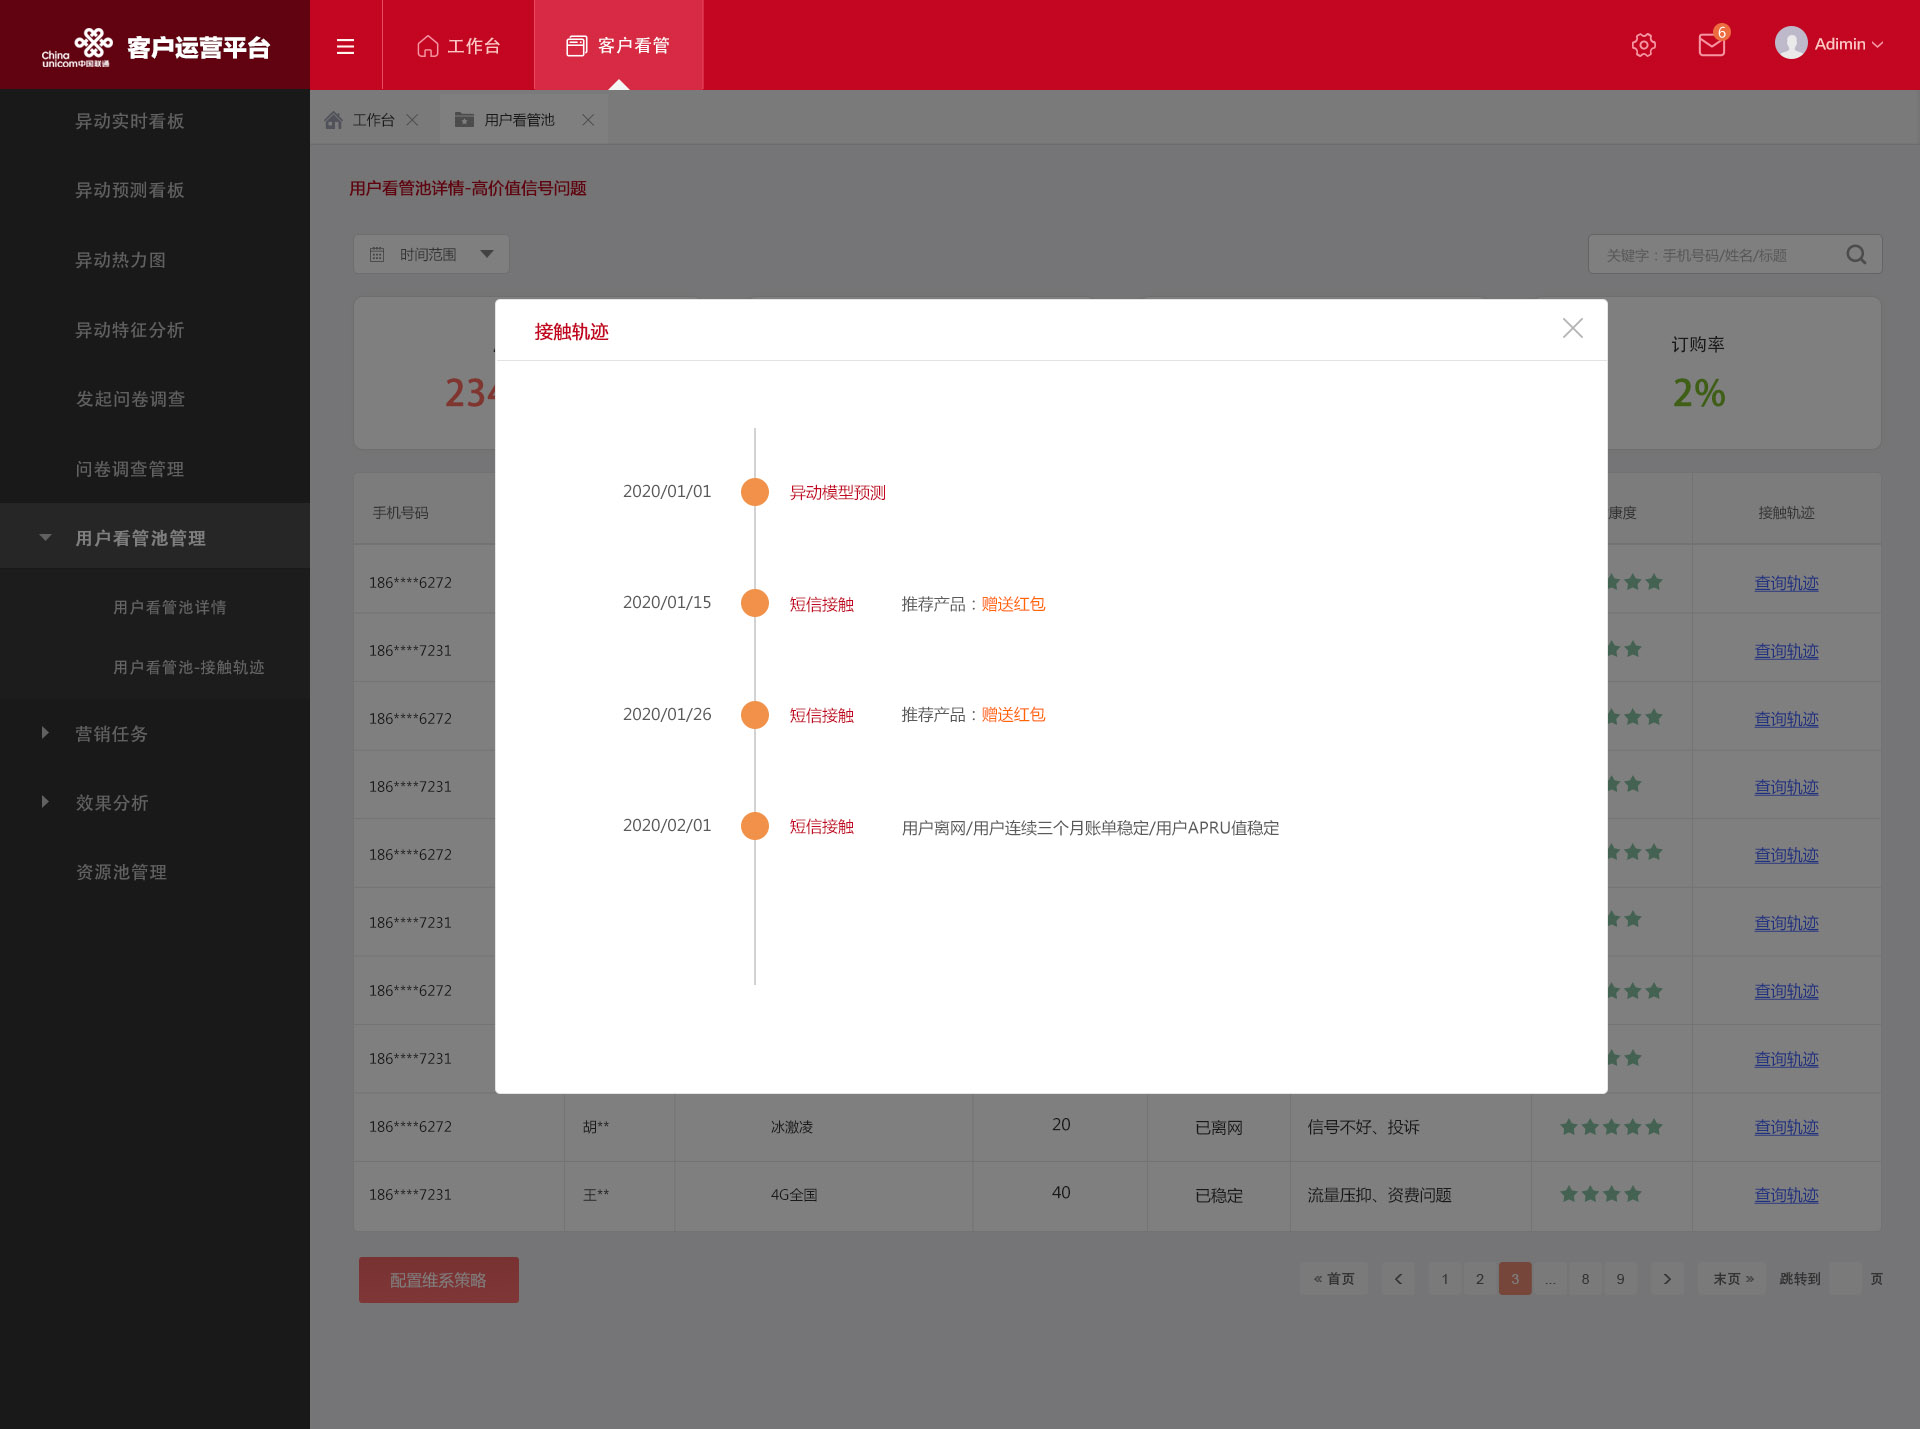 China
unicom中国联通
客户运营平台
工作台
客户看管
6
Adimin
异动实时看板
异动预测看板
异动热力图
异动特征分析
发起问卷调查
问卷调查管理
用户看管池管理
用户看管池详情
用户看管池-接触轨迹
营销任务
效果分析
资源池管理
工作台
用户看管池
用户看管池详情-高价值信号问题
时间范围
关键字：手机号码/姓名/标题
订购率
2%
接触轨迹
2020/01/01 异动模型预测
2020/01/15 短信接触 推荐产品：赠送红包
2020/01/26 短信接触 推荐产品：赠送红包
2020/02/01 短信接触 用户离网/用户连续三个月账单稳定/用户APRU值稳定
手机号码 康度 接触轨迹
186****6272 查询轨迹
186****7231 查询轨迹
186****6272 查询轨迹
186****7231 查询轨迹
186****6272 查询轨迹
186****7231 查询轨迹
186****6272 查询轨迹
186****7231 查询轨迹
186****6272 胡** 冰激凌 20 已离网 信号不好、投诉 查询轨迹
186****7231 王** 4G全国 40 已稳定 流量压抑、资费问题 查询轨迹
配置维系策略
« 首页 < 1 2 3 ... 8 9 > 末页 » 跳转到 页